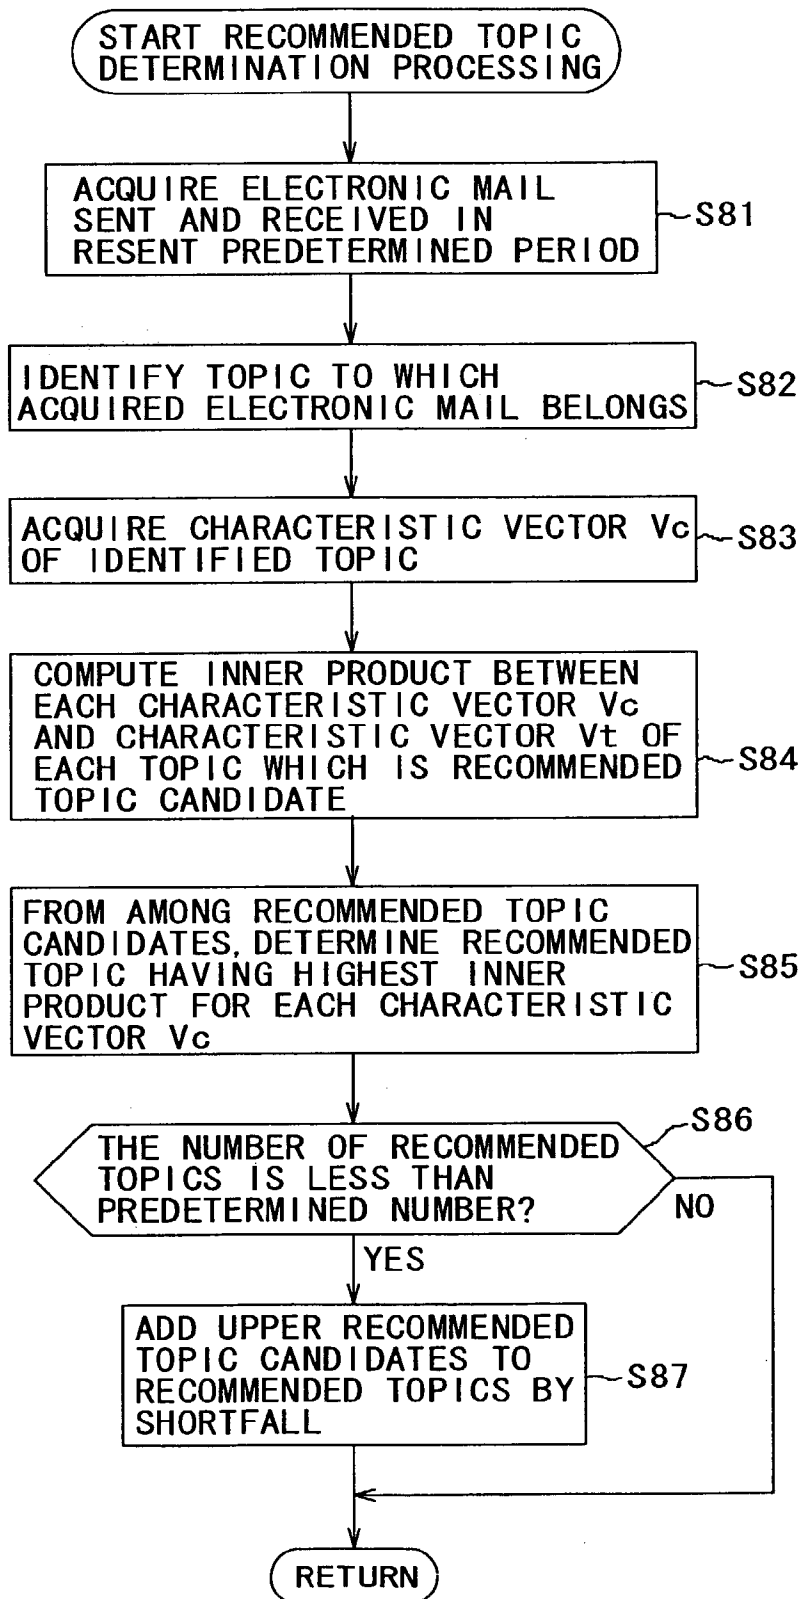 START RECOMMENDED TOPIC
DETERMINATION PROCESSING
ACQUIRE ELECTRONIC MAIL
SENT AND RECEIVED IN
RESENT PREDETERMINED PERIOD
S81
IDENTIFY TOPIC TO WHICH
ACQUIRED ELECTRONIC MAIL BELONGS
S82
ACQUIRE CHARACTERISTIC VECTOR Vc
OF IDENTIFIED TOPIC
S83
COMPUTE INNER PRODUCT BETWEEN
EACH CHARACTERISTIC VECTOR Vc
AND CHARACTERISTIC VECTOR Vt OF
EACH TOPIC WHICH IS RECOMMENDED
TOPIC CANDIDATE
S84
FROM AMONG RECOMMENDED TOPIC
CANDIDATES, DETERMINE RECOMMENDED
TOPIC HAVING HIGHEST INNER
PRODUCT FOR EACH CHARACTERISTIC
VECTOR Vc
S85
S86
THE NUMBER OF RECOMMENDED
TOPICS IS LESS THAN
PREDETERMINED NUMBER?
NO
YES
ADD UPPER RECOMMENDED
TOPIC CANDIDATES TO
RECOMMENDED TOPICS BY
SHORTFALL
S87
RETURN